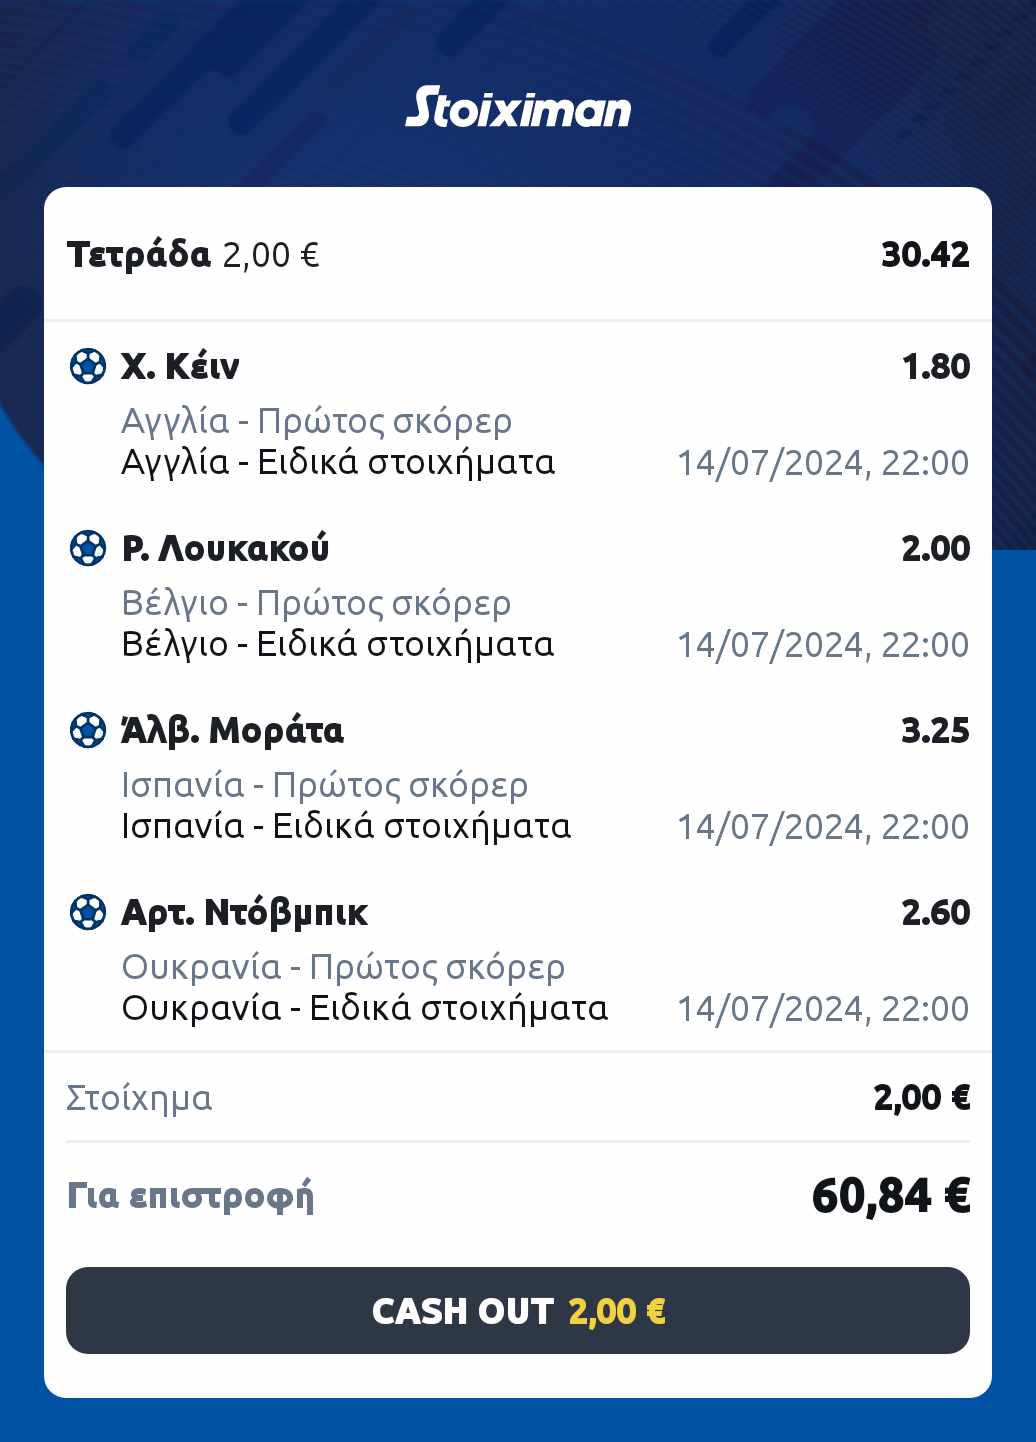 Stoiximan
Τετράδα 2,00 € 30.42
Χ. Κέιν 1.80
Αγγλία - Πρώτος σκόρερ
Αγγλία - Ειδικά στοιχήματα 14/07/2024, 22:00
Ρ. Λουκακού 2.00
Βέλγιο - Πρώτος σκόρερ
Βέλγιο - Ειδικά στοιχήματα 14/07/2024, 22:00
Άλβ. Μοράτα 3.25
Ισπανία - Πρώτος σκόρερ
Ισπανία - Ειδικά στοιχήματα 14/07/2024, 22:00
Αρτ. Ντόβμπικ 2.60
Ουκρανία - Πρώτος σκόρερ
Ουκρανία - Ειδικά στοιχήματα 14/07/2024, 22:00
Στοίχημα 2,00 €
Για επιστροφή 60,84 €
CASH OUT 2,00 €